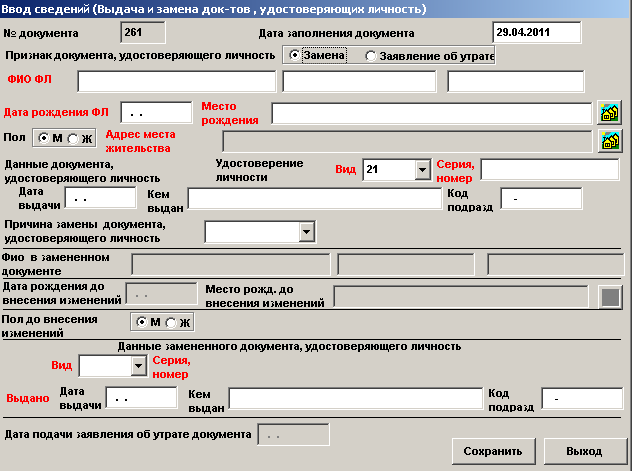 Ввод сведений (Выдача и замена док-тов , удостоверяющих личность)
№ документа 261 Дата заполнения документа 29.04.2011
Признак документа, удостоверяющего личность Замена Заявление об утрате
ФИО ФЛ
Дата рождения ФЛ . . Место рождения
Пол М Ж Адрес места жительства
Данные документа, удостоверяющего личность Удостоверение личности Вид 21 Серия, номер
Дата выдачи . . Кем выдан Код подразд -
Причина замены документа, удостоверяющего личность
Фио в замененном документе
Дата рождения до внесения изменений . . Место рожд. до внесения изменений
Пол до внесения изменений М Ж
Данные замененного документа, удостоверяющего личность
Вид Серия, номер
Выдано Дата выдачи . . Кем выдан Код подразд -
Дата подачи заявления об утрате документа . .
Сохранить Выход